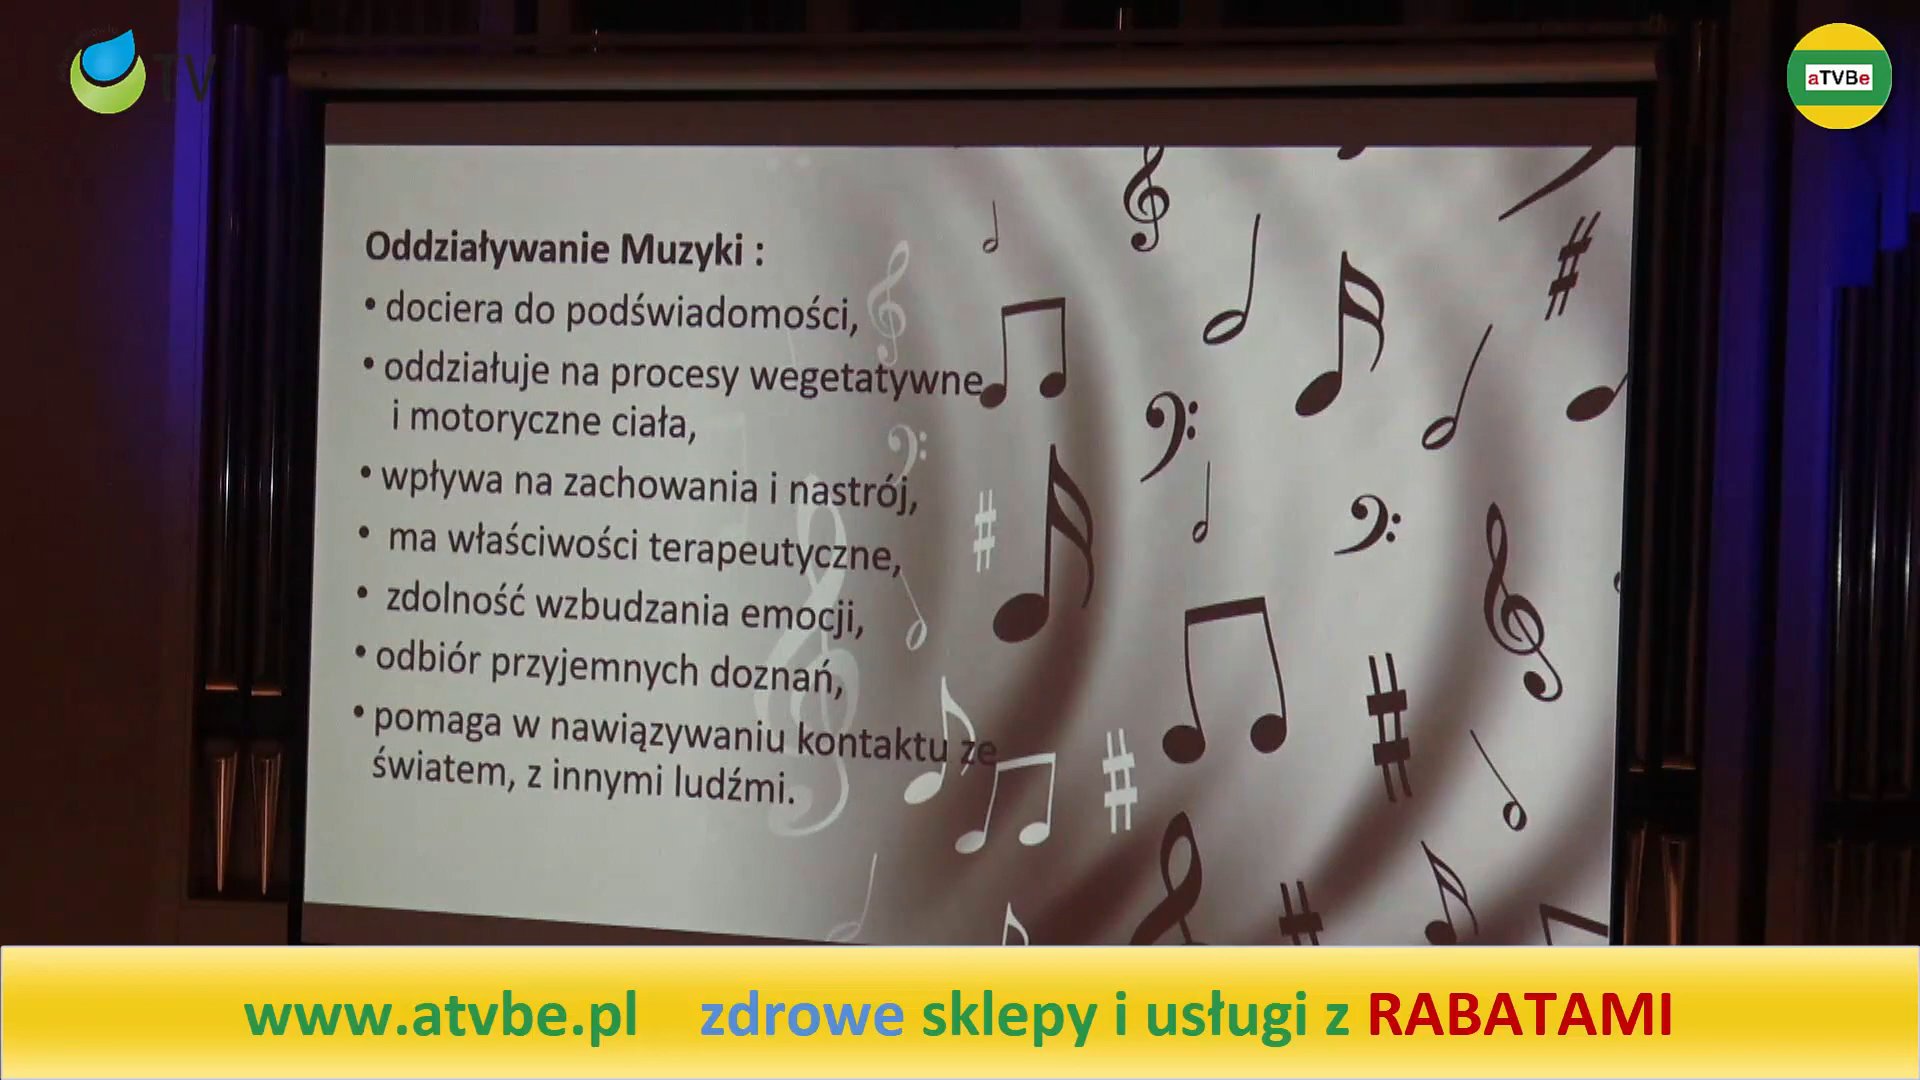 TV
aTVBe
Oddziaływanie Muzyki :
• dociera do podświadomości,
• oddziałuje na procesy wegetatywne
i motoryczne ciała,
• wpływa na zachowania i nastrój,
• ma właściwości terapeutyczne,
• zdolność wzbudzania emocji,
• odbiór przyjemnych doznań,
• pomaga w nawiązywaniu kontaktu ze
światem, z innymi ludźmi.
www.atvbe.pl zdrowe sklepy i usługi z RABATAMI